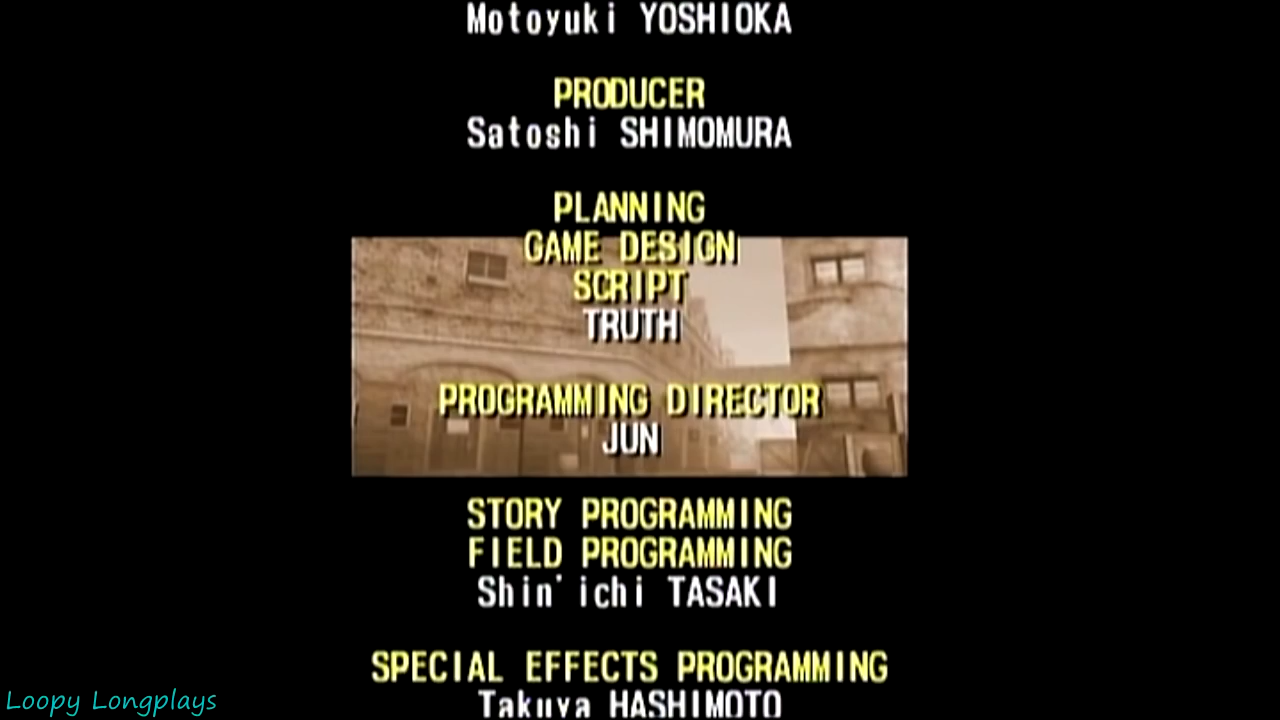 Motoyuki YOSHIOKA
PRODUCER
Satoshi SHIMOMURA
PLANNING
GAME DESIGN
SCRIPT
TRUTH
PROGRAMMING DIRECTOR
JUN
STORY PROGRAMMING
FIELD PROGRAMMING
Shin'ichi TASAKI
SPECIAL EFFECTS PROGRAMMING
Takuya HASHIMOTO
Loopy Longplays